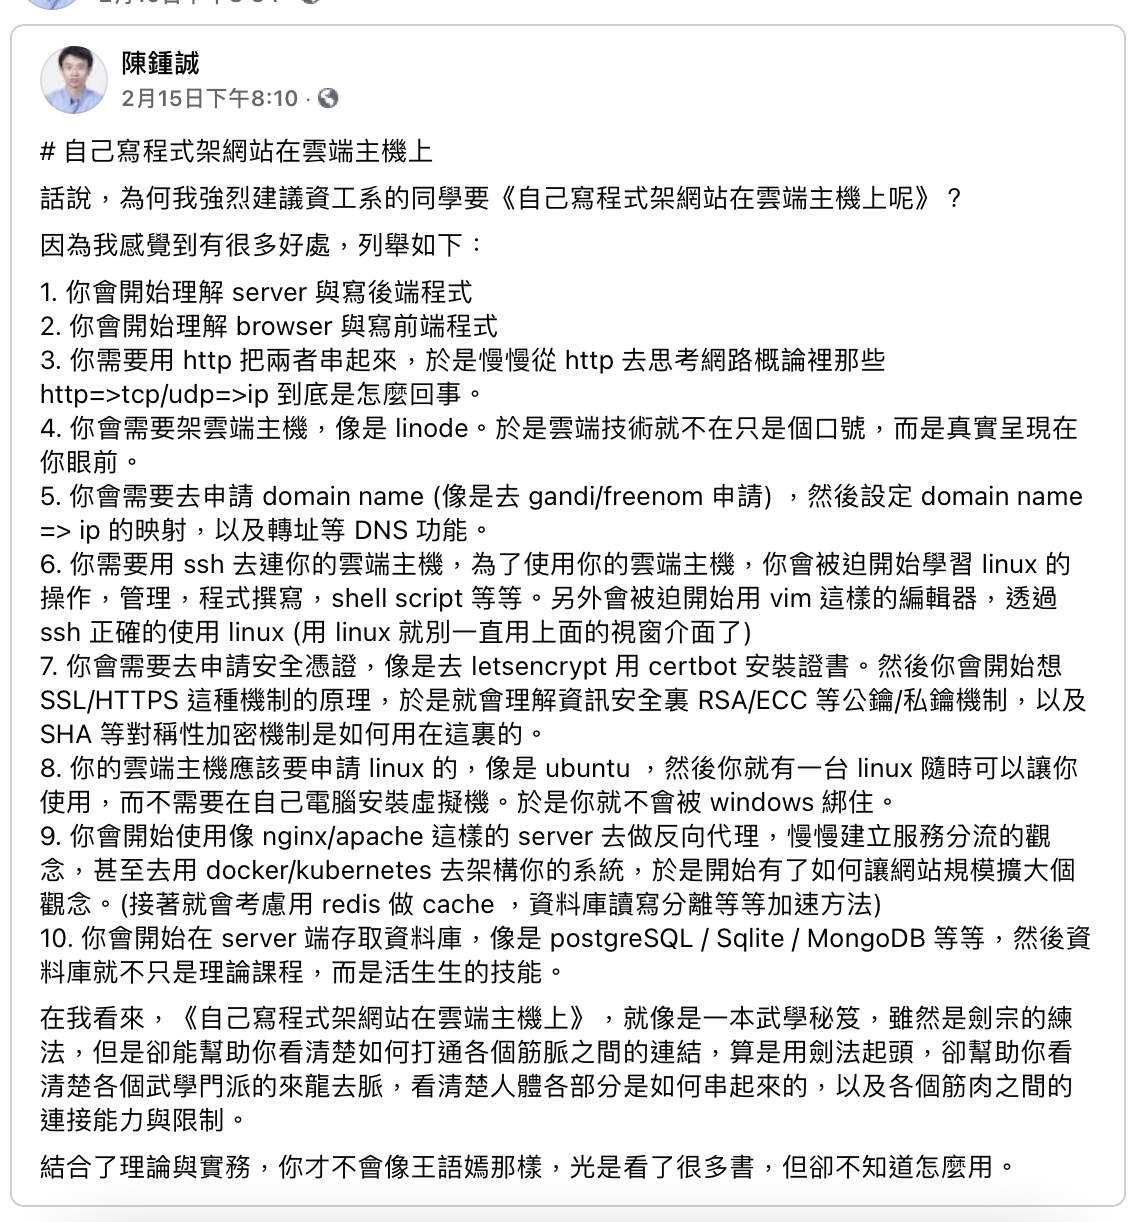 陳鍾誠
2月15日下午8:10 ·
# 自己寫程式架網站在雲端主機上
話說，為何我強烈建議資工系的同學要《自己寫程式架網站在雲端主機上呢》？
因為我感覺到有很多好處，列舉如下：
1. 你會開始理解 server 與寫後端程式
2. 你會開始理解 browser 與寫前端程式
3. 你需要用 http 把兩者串起來，於是慢慢從 http 去思考網路概論裡那些
http=>tcp/udp=>ip 到底是怎麼回事。
4. 你會需要架雲端主機，像是 linode。於是雲端技術就不在只是個口號，而是真實呈現在
你眼前。
5. 你會需要去申請 domain name (像是去 gandi/freenom 申請) ，然後設定 domain name
=> ip 的映射，以及轉址等 DNS 功能。
6. 你需要用 ssh 去連你的雲端主機，為了使用你的雲端主機，你會被迫開始學習 linux 的
操作，管理，程式撰寫，shell script 等等。另外會被迫開始用 vim 這樣的編輯器，透過
ssh 正確的使用 linux (用 linux 就別一直用上面的視窗介面了)
7. 你會需要去申請安全憑證，像是去 letsencrypt 用 certbot 安裝證書。然後你會開始想
SSL/HTTPS 這種機制的原理，於是就會理解資訊安全裏 RSA/ECC 等公鑰/私鑰機制，以及
SHA 等對稱性加密機制是如何用在這裏的。
8. 你的雲端主機應該要申請 linux 的，像是 ubuntu ，然後你就有一台 linux 隨時可以讓你
使用，而不需要在自己電腦安裝虛擬機。於是你就不會被 windows 綁住。
9. 你會開始使用像 nginx/apache 這樣的 server 去做反向代理，慢慢建立服務分流的觀
念，甚至去用 docker/kubernetes 去架構你的系統，於是開始有了如何讓網站規模擴大個
觀念。(接著就會考慮用 redis 做 cache ，資料庫讀寫分離等等加速方法)
10. 你會開始在 server 端存取資料庫，像是 postgreSQL / Sqlite / MongoDB 等等，然後資
料庫就不只是理論課程，而是活生生的技能。
在我看來，《自己寫程式架網站在雲端主機上》，就像是一本武學秘笈，雖然是劍宗的練
法，但是卻能幫助你看清楚如何打通各個筋脈之間的連結，算是用劍法起頭，卻幫助你看
清楚各個武學門派的來龍去脈，看清楚人體各部分是如何串起來的，以及各個筋肉之間的
連接能力與限制。
結合了理論與實務，你才不會像王語嫣那樣，光是看了很多書，但卻不知道怎麼用。